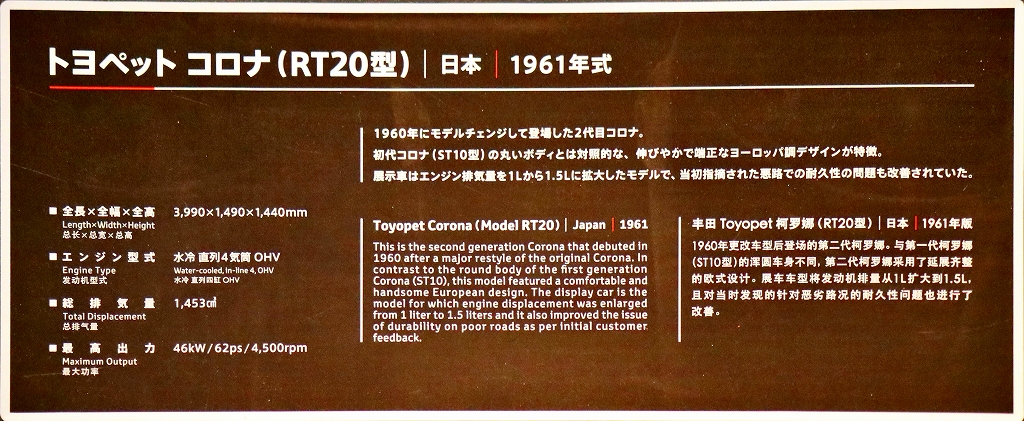 トヨペット コロナ（RT20型） | 日本 | 1961年式
1960年にモデルチェンジして登場した2代目コロナ。
初代コロナ（ST10型）の丸いボディとは対照的な、伸びやかで端正なヨーロッパ調デザインが特徴。
展示車はエンジン排気量を1Lから1.5Lに拡大したモデルで、当初指摘された悪路での耐久性の問題も改善されていた。
■ 全長×全幅×全高 3,990×1,490×1,440mm
Length×Width×Height
总长×总宽×总高
■ エンジン型式 水冷 直列4気筒 OHV
Engine Type Water-cooled, in-line 4, OHV
发动机型式 水冷 直列四缸 OHV
■ 総排気量 1,453㎤
Total Displacement
总排气量
■ 最高出力 46kW/62ps/4,500rpm
Maximum Output
最大功率
Toyopet Corona (Model RT20) | Japan | 1961
This is the second generation Corona that debuted in
1960 after a major restyle of the original Corona. In
contrast to the round body of the first generation
Corona (ST10), this model featured a comfortable and
handsome European design. The display car is the
model for which engine displacement was enlarged
from 1 liter to 1.5 liters and it also improved the issue
of durability on poor roads as per initial customer
feedback.
丰田 Toyopet 柯罗娜（RT20型） | 日本 | 1961年版
1960年更改车型后登场的第二代柯罗娜。与第一代柯罗娜
(ST10型)的浑圆车身不同，第二代柯罗娜采用了延展齐整
的欧式设计。展车车型将发动机排量从1L扩大到1.5L,
且对当时发现的针对恶劣路况的耐久性问题也进行了
改善。